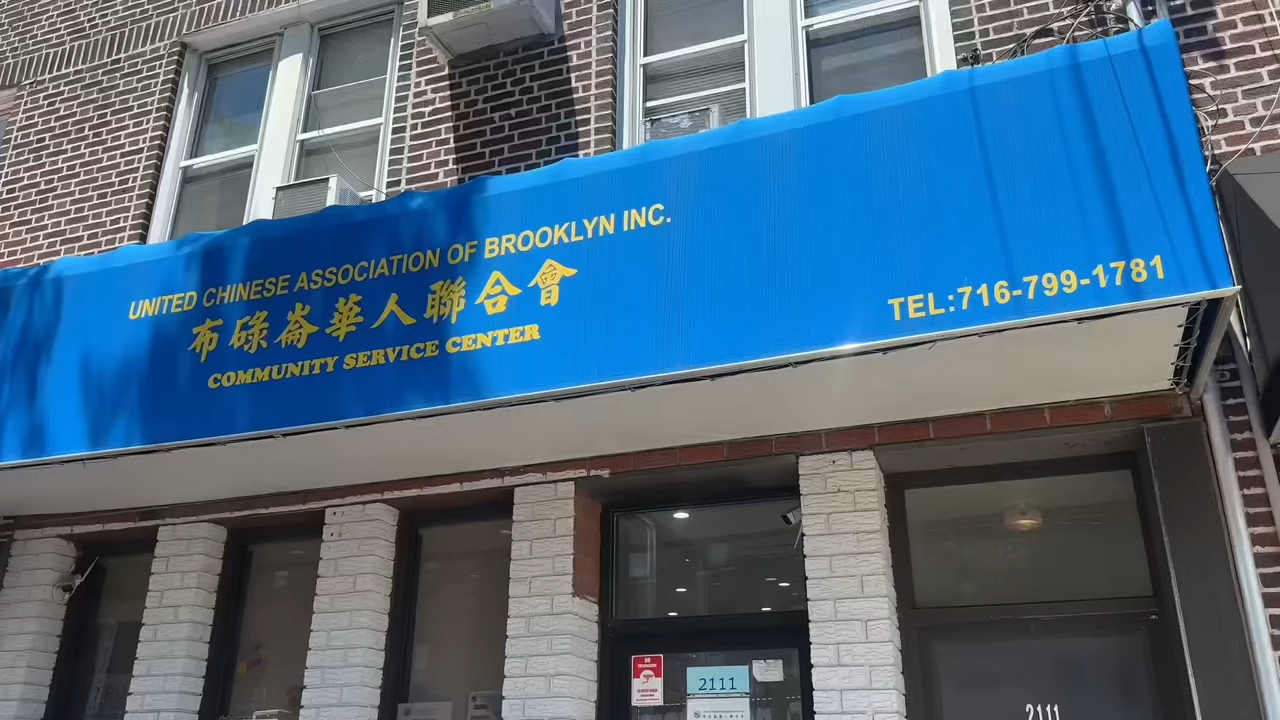 UNITED CHINESE ASSOCIATION OF BROOKLYN INC.
布碌崙華人聯合會
COMMUNITY SERVICE CENTER
TEL:716-799-1781
NO
2111
2111